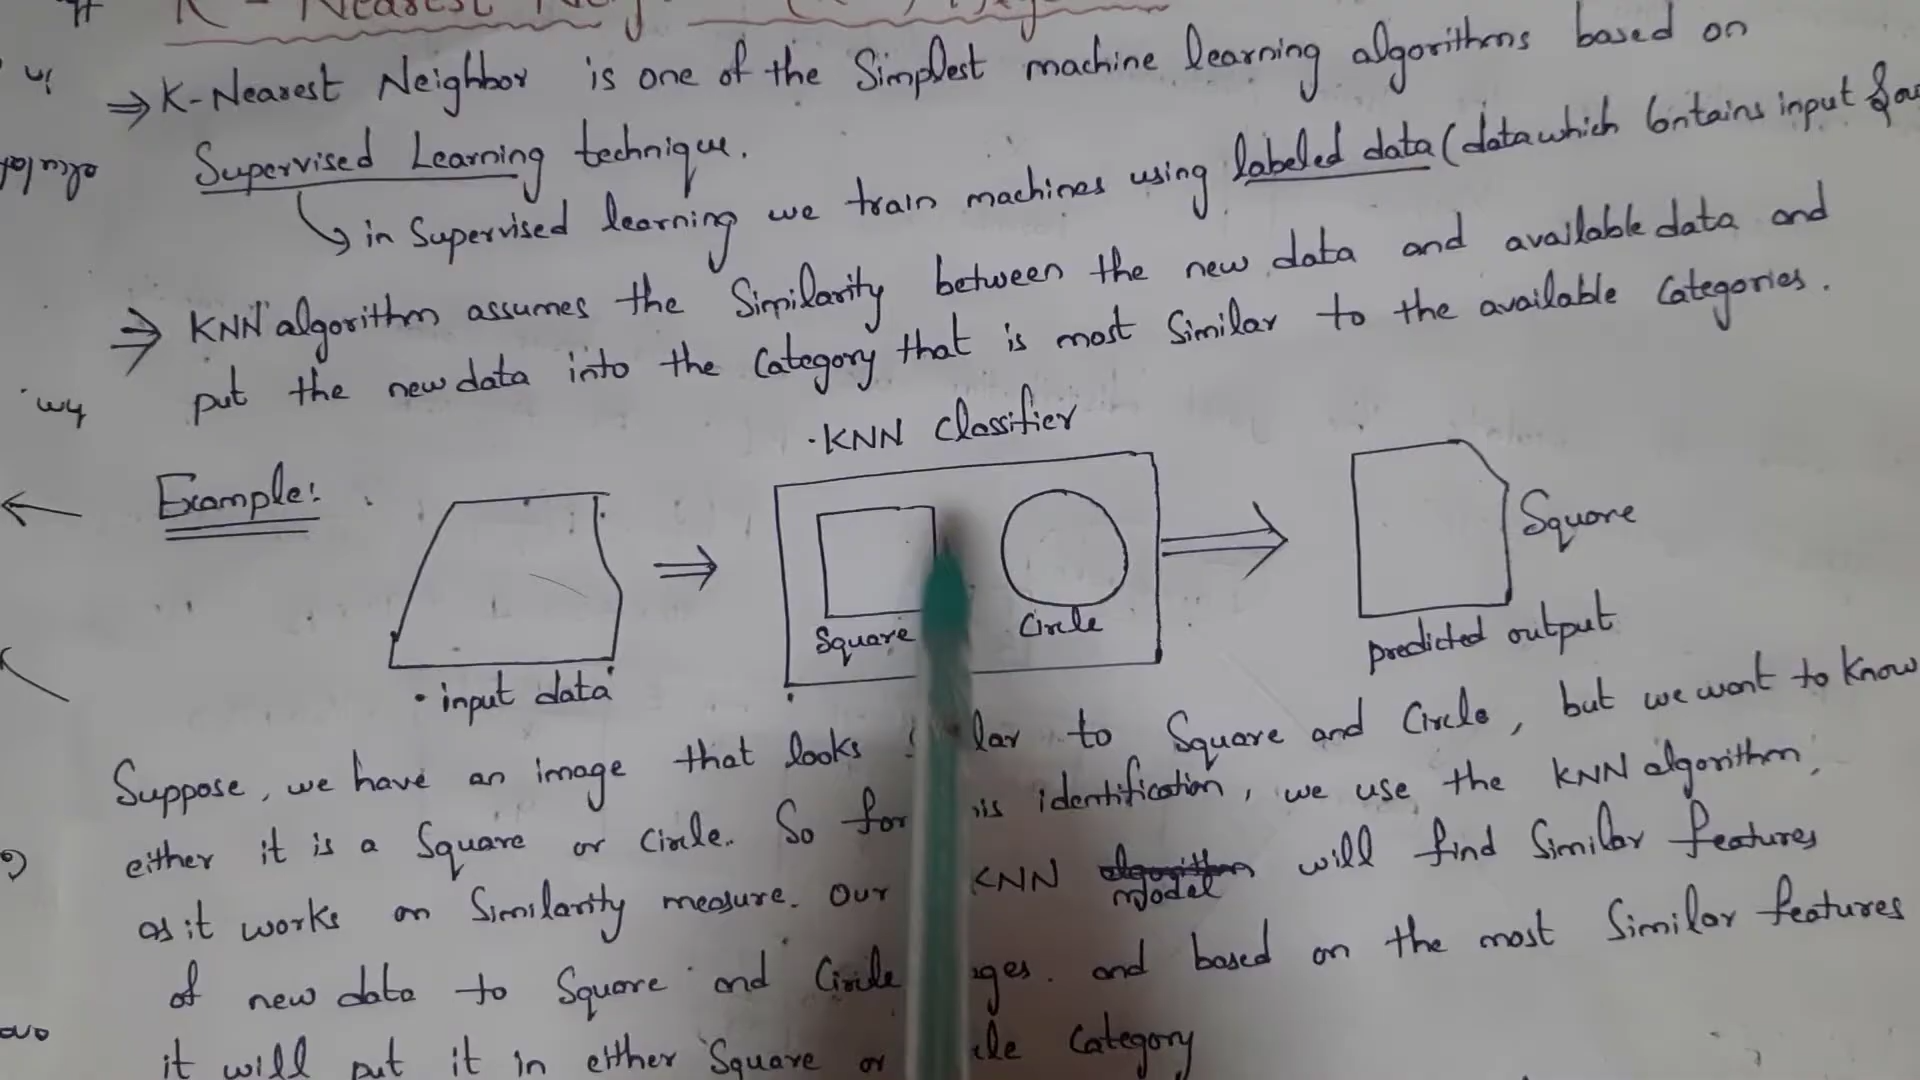 K - Nearest
⇒ K-Nearest Neighbor is one of the Simplest machine learning algorithms based on
Supervised Learning technique.
↳ in Supervised learning we train machines using labeled data (data which Contains input &
⇒ KNN algorithm assumes the Similarity between the new data and available data and
put the new data into the Category that is most Similar to the available Categories.
KNN Classifier
Example:
Square
Circle
Square
input data
predicted output
Suppose, we have an image that looks lar to Square and Circle, but we want to know
either it is a Square or Circle. So for is identification, we use the KNN algorithm,
as it works on Similarity measure. Our KNN model will find Similar features
of new data to Square and Circle ges. and based on the most Similar features
it will put it in either Square or cle Category